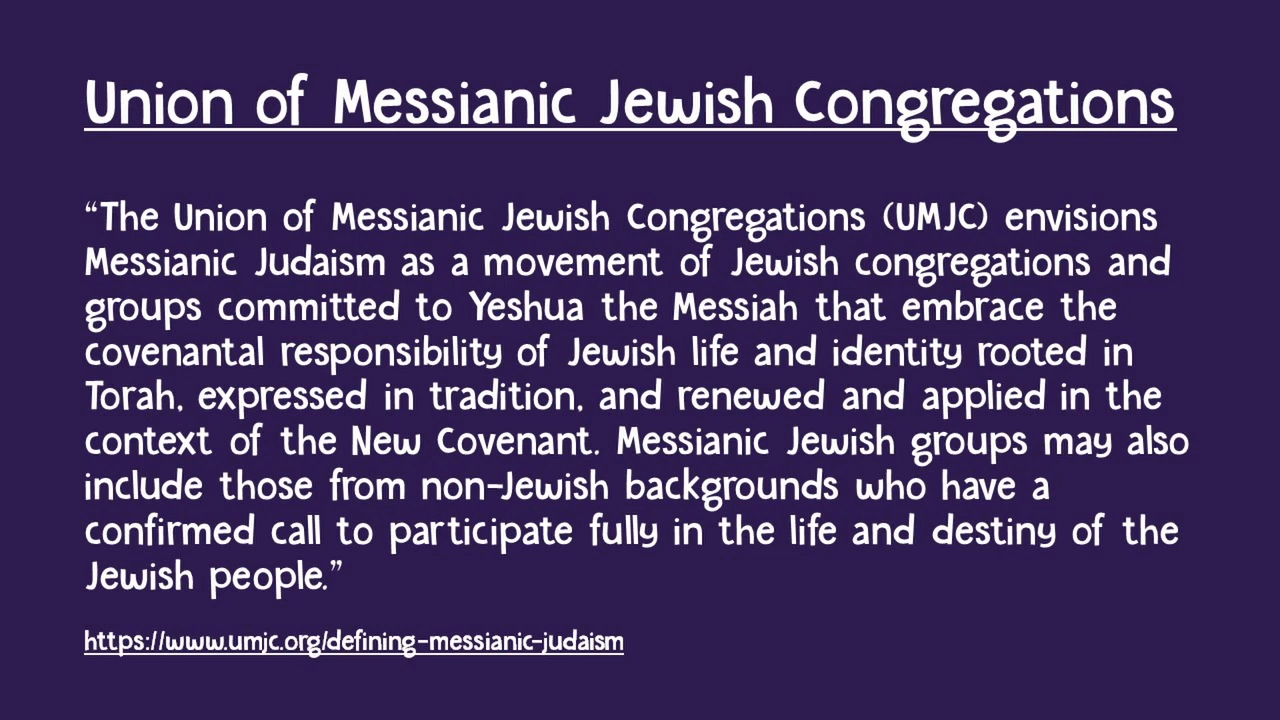 Union of Messianic Jewish Congregations
“The Union of Messianic Jewish Congregations (UMJC) envisions
Messianic Judaism as a movement of Jewish congregations and
groups committed to Yeshua the Messiah that embrace the
covenantal responsibility of Jewish life and identity rooted in
Torah, expressed in tradition, and renewed and applied in the
context of the New Covenant. Messianic Jewish groups may also
include those from non-Jewish backgrounds who have a
confirmed call to participate fully in the life and destiny of the
Jewish people.”
https://www.umjc.org/defining-messianic-judaism